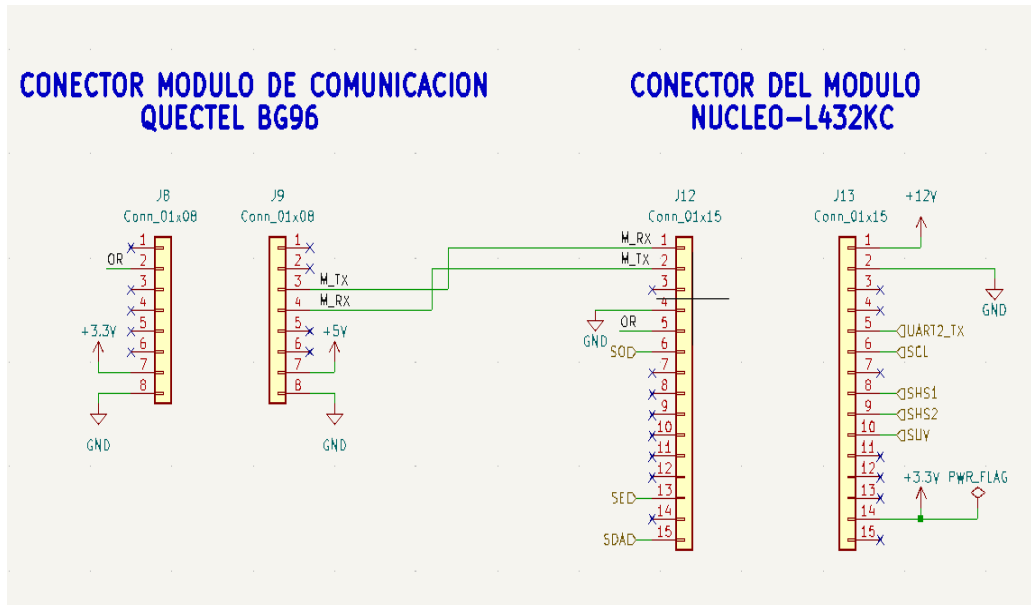 CONECTOR MODULO DE COMUNICACION
QUECTEL BG96
CONECTOR DEL MODULO
NUCLEO-L432KC
J8
Conn_01x08
1
OR 2
3
4
5
+3.3V
6
7
8
GND
J9
Conn_01x08
1
2
3 M_TX
4 M_RX
5
+5V
6
7
8
GND
J12
Conn_01x15
M_RX 1
M_TX 2
3
4
GND
OR 5
SO 6
7
8
9
10
11
12
SE 13
14
SDA 15
J13
Conn_01x15
+12V
1
2
GND
3
4
5 UART2_TX
6 SCL
7
8 SHS1
9 SHS2
10 SUV
11
12
+3.3V PWR_FLAG
13
14
15